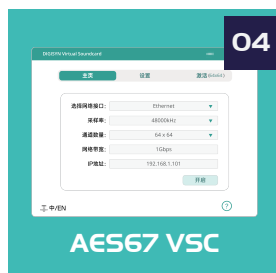 04
DIGISYN Virtual Soundcard
主页 设置 激活(Failed!)
选择网络接口: Ethernet
采样率: 48000kHz
通道数量: 64 x 64
网络带宽: 1Gbps
IP地址: 192.168.1.101
开启
中/EN ?
AES67 VSC